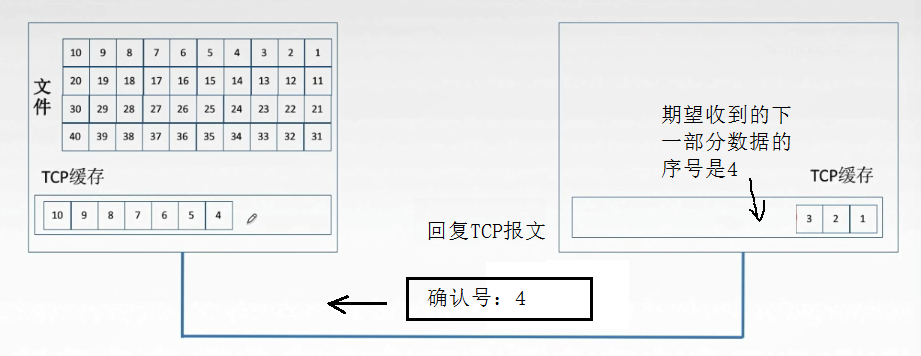 文件
10 9 8 7 6 5 4 3 2 1
20 19 18 17 16 15 14 13 12 11
30 29 28 27 26 25 24 23 22 21
40 39 38 37 36 35 34 33 32 31
TCP缓存
10 9 8 7 6 5 4
期望收到的下
一部分数据的
序号是4
TCP缓存
3 2 1
回复TCP报文
确认号：4